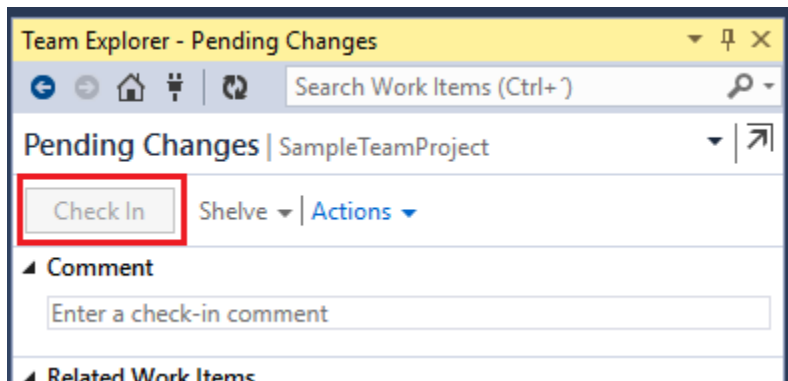 Team Explorer - Pending Changes
Search Work Items (Ctrl+´)
Pending Changes | SampleTeamProject
Check In Shelve | Actions
Comment
Enter a check-in comment
Related Work Items